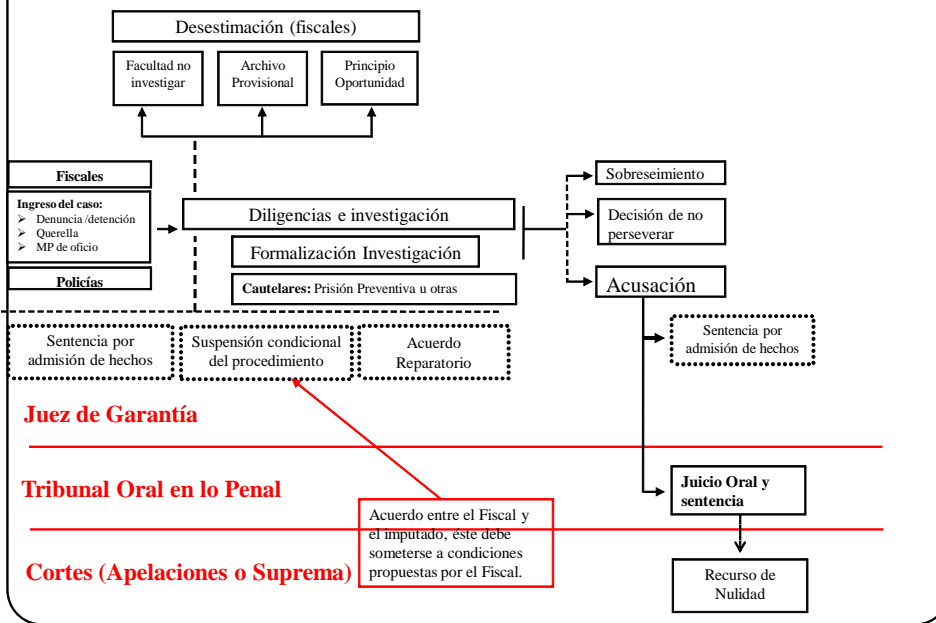 Desestimación (fiscales)
Facultad no
investigar
Archivo
Provisional
Principio
Oportunidad
Fiscales
Ingreso del caso:
➢ Denuncia /detención
➢ Querella
➢ MP de oficio
Policías
Diligencias e investigación
Formalización Investigación
Cautelares: Prisión Preventiva u otras
Sobreseimiento
Decisión de no
perseverar
Acusación
Sentencia por
admisión de hechos
Suspensión condicional
del procedimiento
Acuerdo
Reparatorio
Sentencia por
admisión de hechos
Juez de Garantía
Tribunal Oral en lo Penal
Juicio Oral y
sentencia
Acuerdo entre el Fiscal y
el imputado, éste debe
someterse a condiciones
propuestas por el Fiscal.
Cortes (Apelaciones o Suprema)
Recurso de
Nulidad